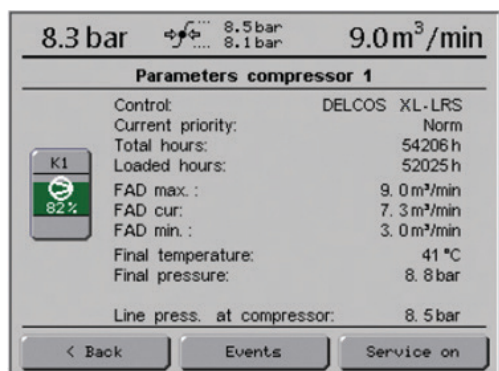 8.3 bar 8.5 bar 9.0 m³/min
8.1 bar
Parameters compressor 1
Control: DELCOS XL-LRS
Current priority: Norm
Total hours: 54206 h
Loaded hours: 52025 h
K1
82%
FAD max. : 9. 0 m³/min
FAD cur: 7. 3 m³/min
FAD min. : 3. 0 m³/min
Final temperature: 41 °C
Final pressure: 8. 8 bar
Line press. at compressor: 8. 5 bar
< Back Events Service on